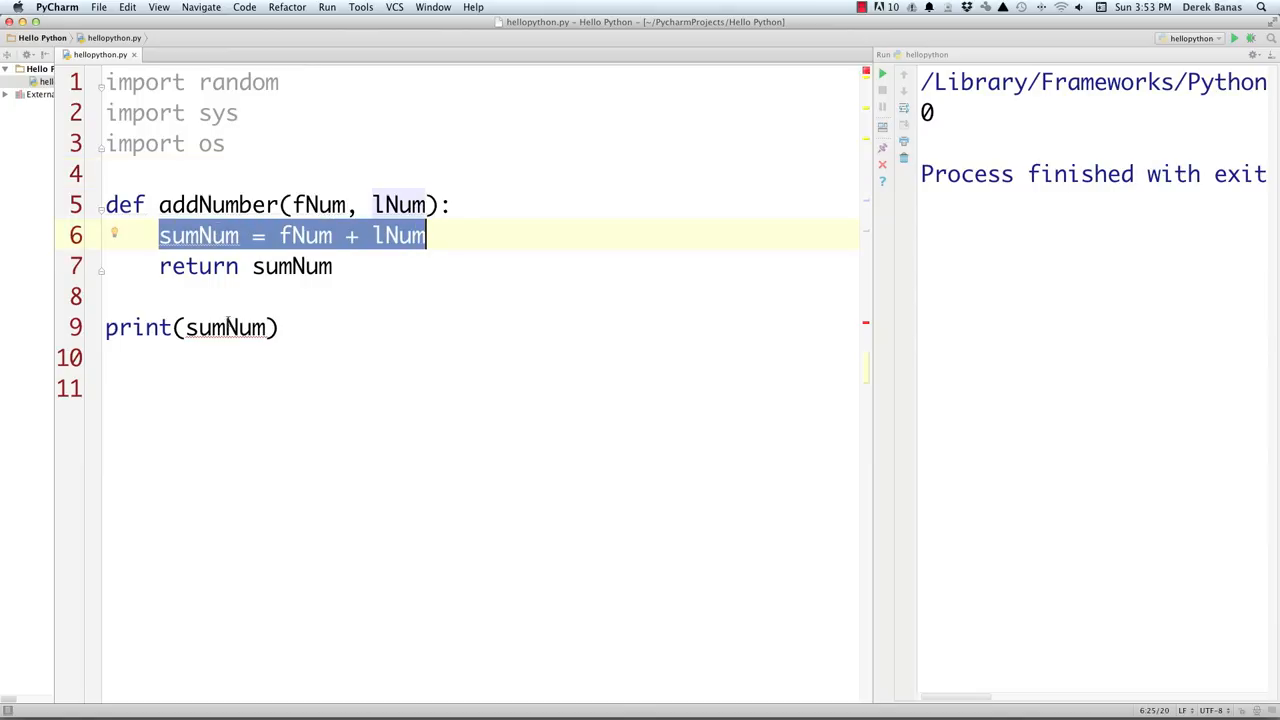 PyCharm File Edit View Navigate Code Refactor Run Tools VCS Window Help 10 Sun 3:53 PM Derek Banas
hellopython.py – Hello Python – [~/PycharmProjects/Hello Python]
Hello Python hellopython.py hellopython
hellopython.py
Run hellopython
Hello F
hell
Externa
1 import random
2 import sys
3 import os
4
5 def addNumber(fNum, lNum):
6 sumNum = fNum + lNum
7 return sumNum
8
9 print(sumNum)
10
11
/Library/Frameworks/Python
0
Process finished with exit
6:25/20 LF UTF-8